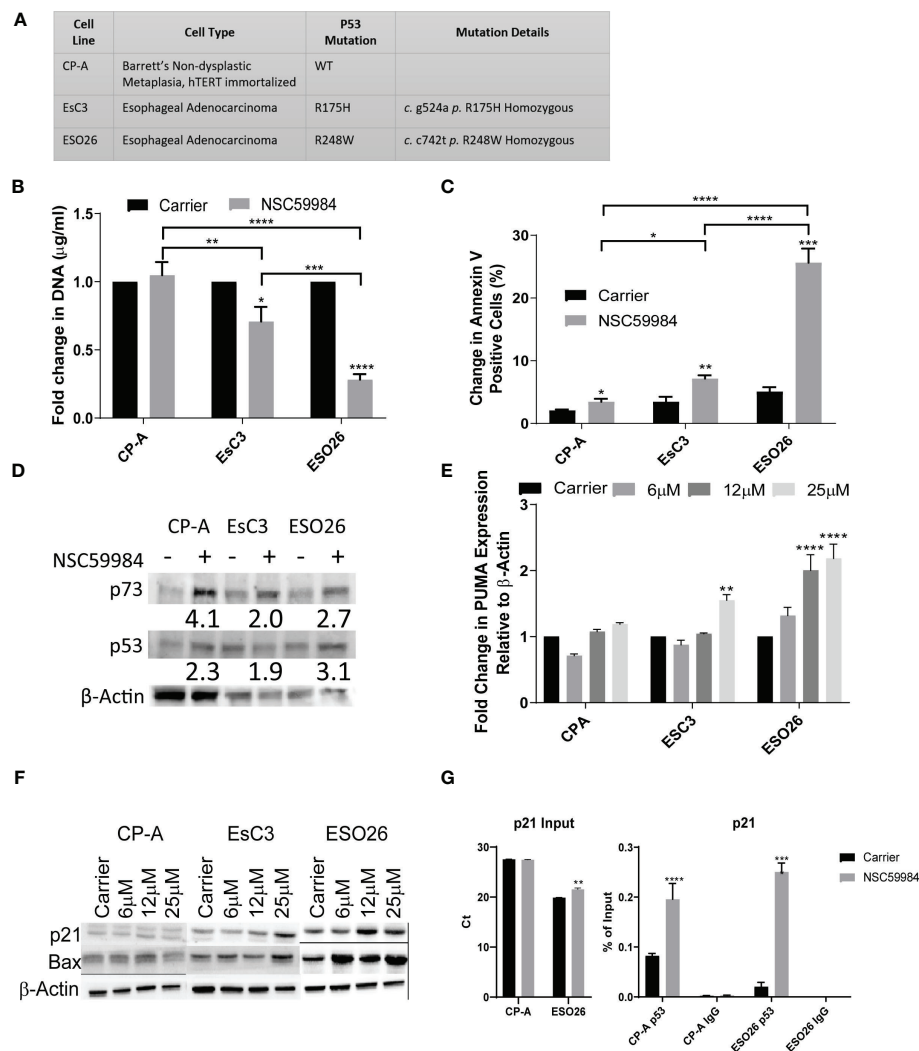 A
Cell Line
Cell Type
P53 Mutation
Mutation Details
CP-A
Barrett's Non-dysplastic Metaplasia, hTERT immortalized
WT
EsC3
Esophageal Adenocarcinoma
R175H
c. g524a p. R175H Homozygous
ESO26
Esophageal Adenocarcinoma
R248W
c. c742t p. R248W Homozygous
B
Carrier
NSC59984
Fold change in DNA (µg/ml)
1.5
1.0
0.5
0.0
****
**
***
*
****
CP-A
EsC3
ESO26
C
Change in Annexin V
Positive Cells (%)
30
20
10
0
****
****
*
***
Carrier
NSC59984
*
**
CP-A
EsC3
ESO26
D
CP-A EsC3 ESO26
NSC59984 - + - + - +
p73
4.1 2.0 2.7
p53
2.3 1.9 3.1
β-Actin
E
Carrier 6µM 12µM 25µM
Fold Change in PUMA Expression
Relative to β-Actin
3
2
1
0
**
****
****
CPA
ESC3
ESO26
F
CP-A
EsC3
ESO26
Carrier 6µM 12µM 25µM
Carrier 6µM 12µM 25µM
Carrier 6µM 12µM 25µM
p21
Bax
β-Actin
G
p21 Input
Ct
30
20
10
0
**
CP-A
ESO26
p21
% of Input
0.3
0.2
0.1
0.0
****
***
CP-A p53
CP-A IgG
ESO26 p53
ESO26 IgG
Carrier
NSC59984